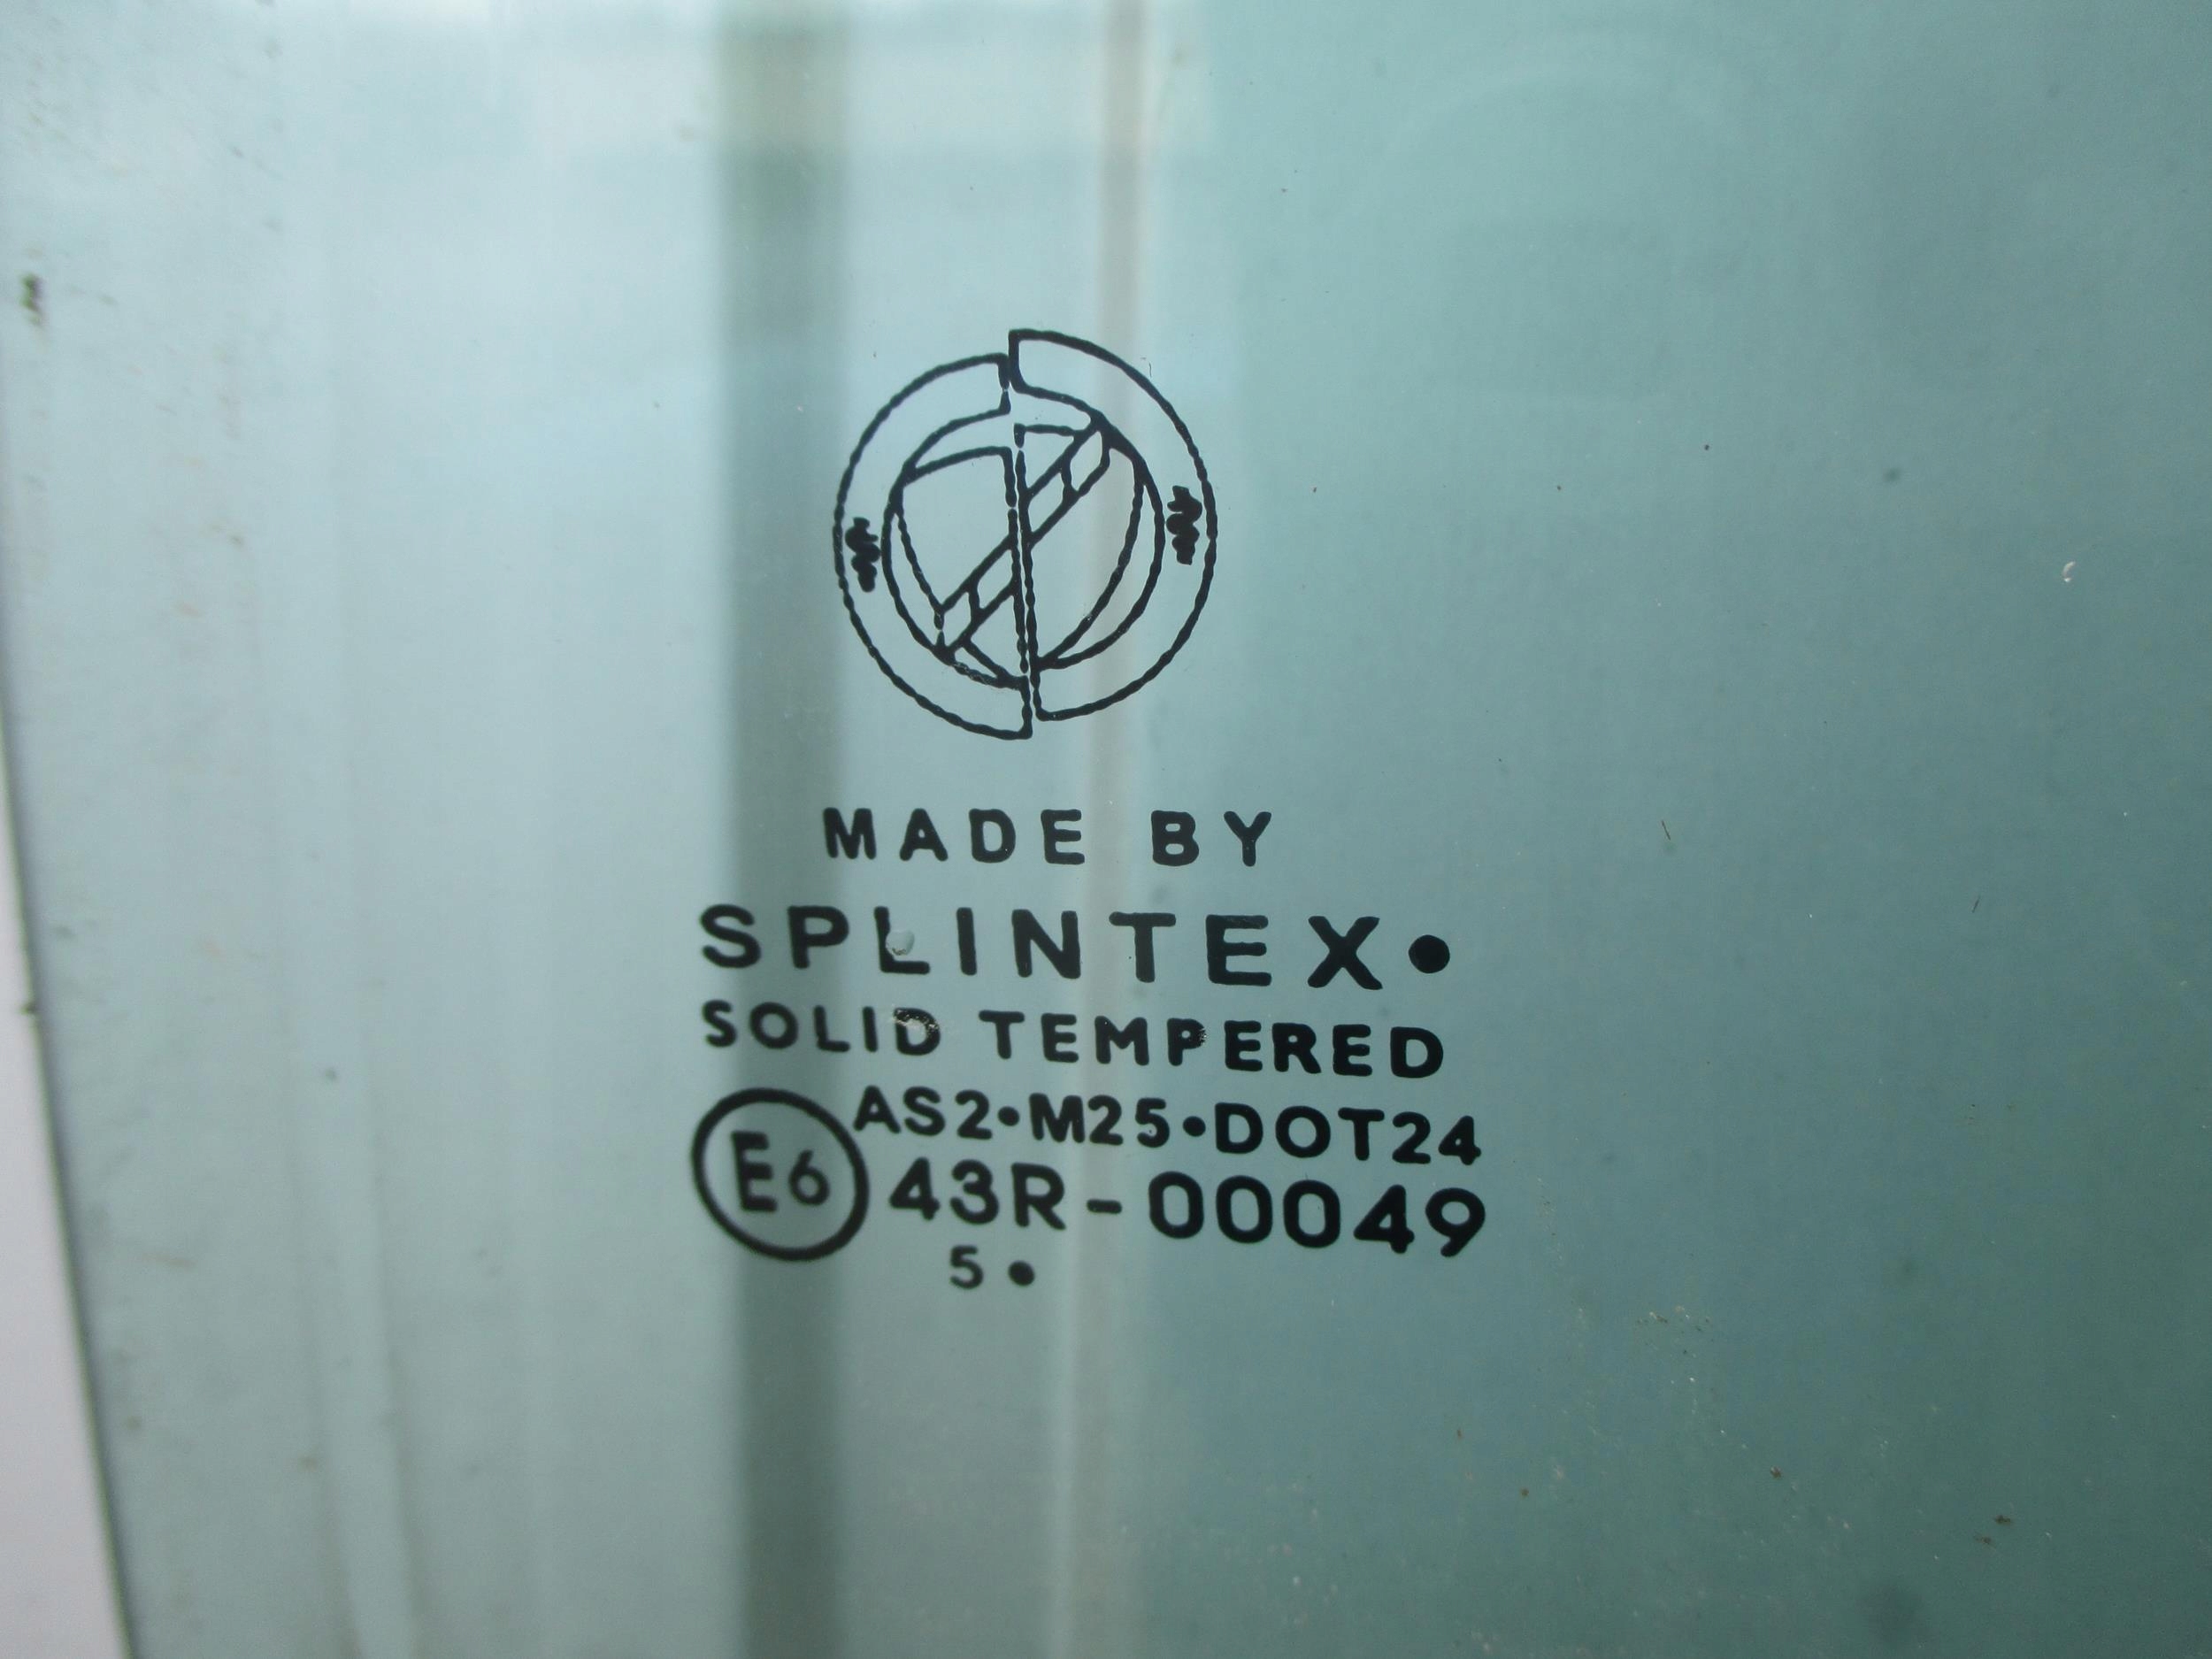 MADE BY
SPLINTEX•
SOLID TEMPERED
AS2•M25•DOT24
E6 43R-00049
5 •